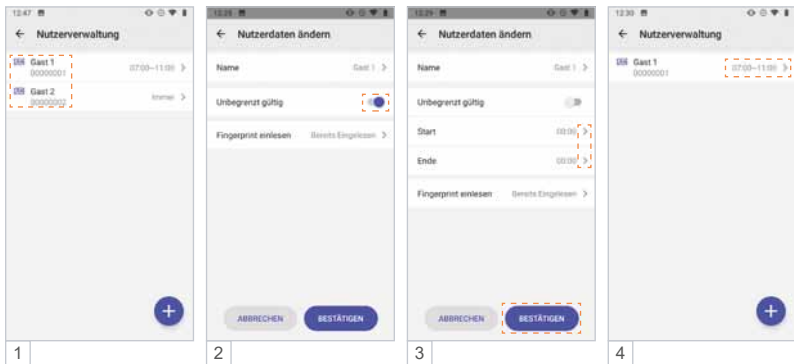 12:47
Nutzerverwaltung
Gast 1
00000001
07:00–11:00
Gast 2
00000002
Immer
1
12:29
Nutzerdaten ändern
Name
Gast 1
Unbegrenzt gültig
Fingerprint einlesen
Bereits Eingelesen
ABBRECHEN
BESTÄTIGEN
2
12:29
Nutzerdaten ändern
Name
Gast 1
Unbegrenzt gültig
Start
00:00
Ende
00:00
Fingerprint einlesen
Bereits Eingelesen
ABBRECHEN
BESTÄTIGEN
3
12:30
Nutzerverwaltung
Gast 1
00000001
07:00–11:00
4